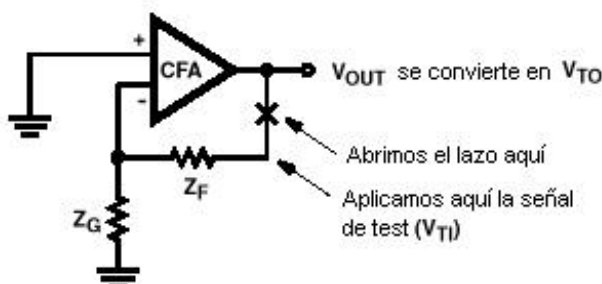 +
CFA
-
VOUT se convierte en VTO
Abrimos el lazo aquí
ZF
Aplicamos aquí la señal
de test (VTI)
ZG